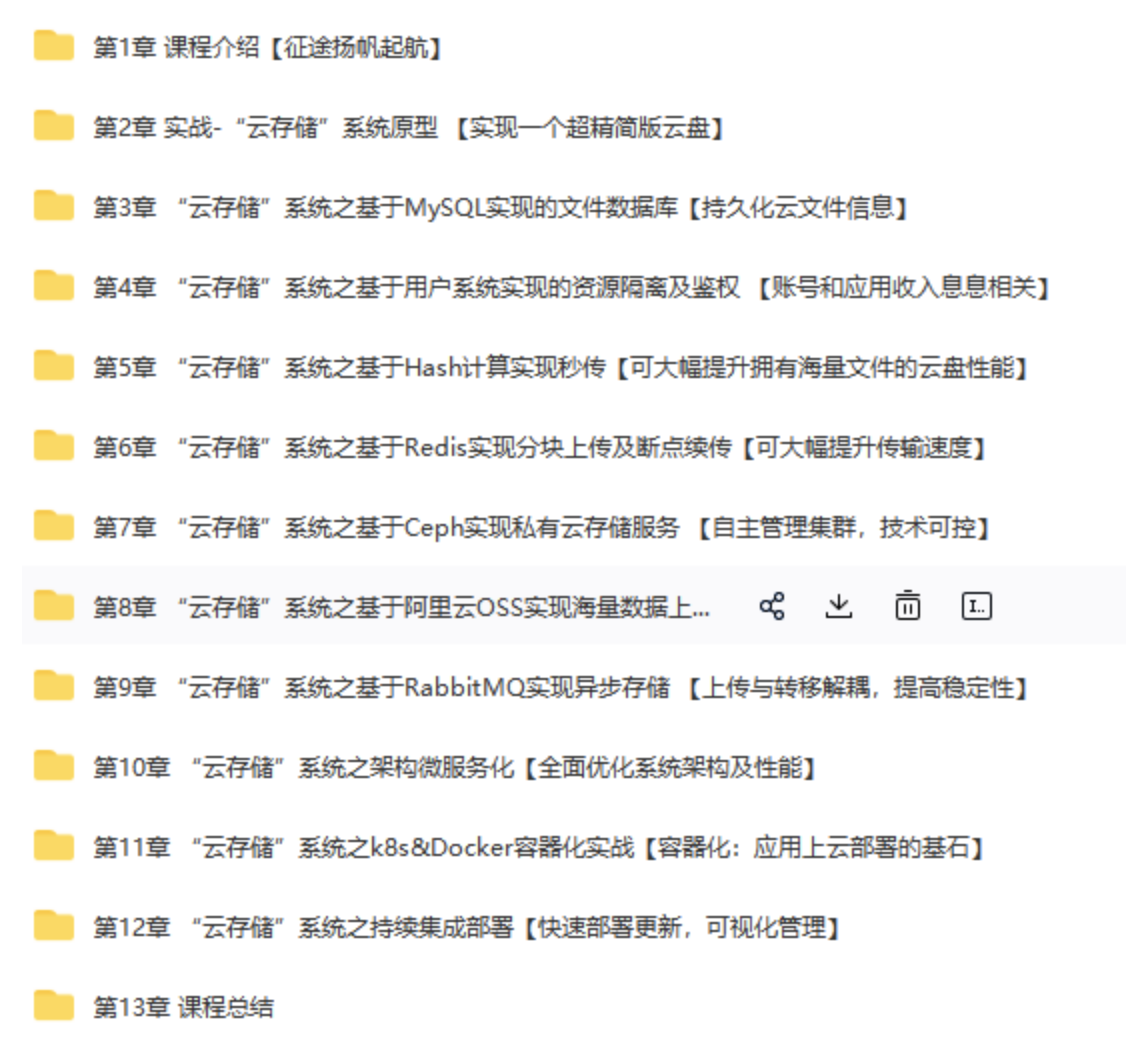 第1章 课程介绍【征途扬帆起航】
第2章 实战-“云存储”系统原型 【实现一个超精简版云盘】
第3章 “云存储”系统之基于MySQL实现的文件数据库【持久化云文件信息】
第4章 “云存储”系统之基于用户系统实现的资源隔离及鉴权 【账号和应用收入息息相关】
第5章 “云存储”系统之基于Hash计算实现秒传【可大幅提升拥有海量文件的云盘性能】
第6章 “云存储”系统之基于Redis实现分块上传及断点续传【可大幅提升传输速度】
第7章 “云存储”系统之基于Ceph实现私有云存储服务 【自主管理集群，技术可控】
第8章 “云存储”系统之基于阿里云OSS实现海量数据上...
第9章 “云存储”系统之基于RabbitMQ实现异步存储 【上传与转移解耦，提高稳定性】
第10章 “云存储”系统之架构微服务化【全面优化系统架构及性能】
第11章 “云存储”系统之k8s&Docker容器化实战【容器化：应用上云部署的基石】
第12章 “云存储”系统之持续集成部署【快速部署更新，可视化管理】
第13章 课程总结